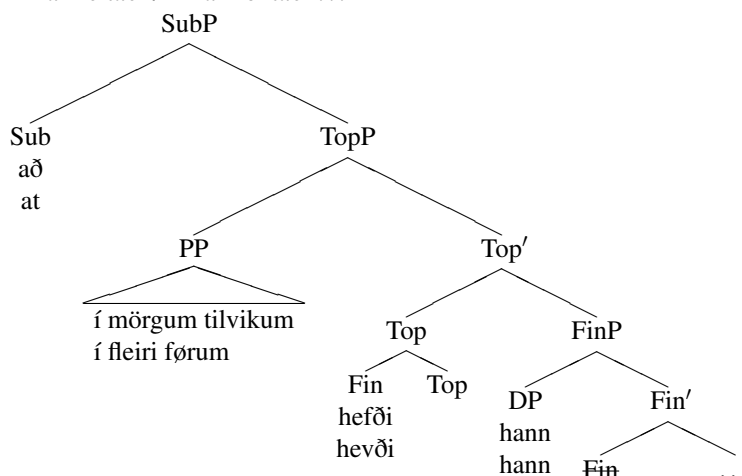 SubP
Sub
að
at
TopP
PP
í mörgum tilvikum
í fleiri førum
Top′
Top
Fin
hefði
hevði
Top
FinP
DP
hann
hann
Fin′
Fin